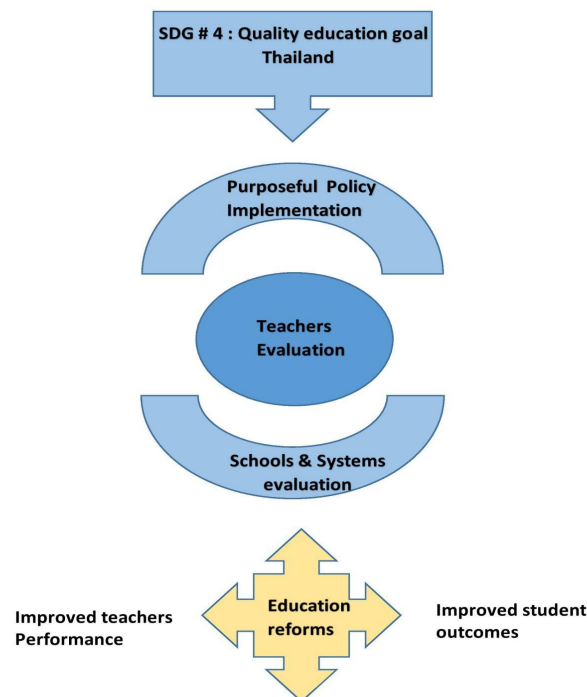 SDG # 4 : Quality education goal
Thailand
Purposeful Policy
Implementation
Teachers
Evaluation
Schools & Systems
evaluation
Improved teachers
Performance
Education
reforms
Improved student
outcomes